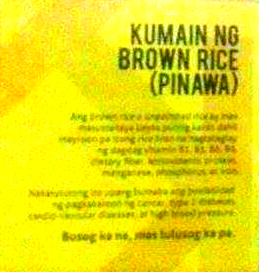 KUMAIN NG
BROWN RICE
(PINAWA)
Ang brown rice o unpolished rice ay mas
masustansya kaysa puting kanin dahil
mayroon pa itong rice bran na nagtataglay
ng dagdag vitamin B1, B2, B3, B6,
dietary fiber, antioxidants, protein,
manganese, phosphorus at iron.
Nakatutulong ito upang bumaba ang posibilidad
ng pagkakaroon ng cancer, type 2 diabetes,
cardio-vascular diseases, at high blood pressure.
Busog ka na, mas lulusog ka pa.